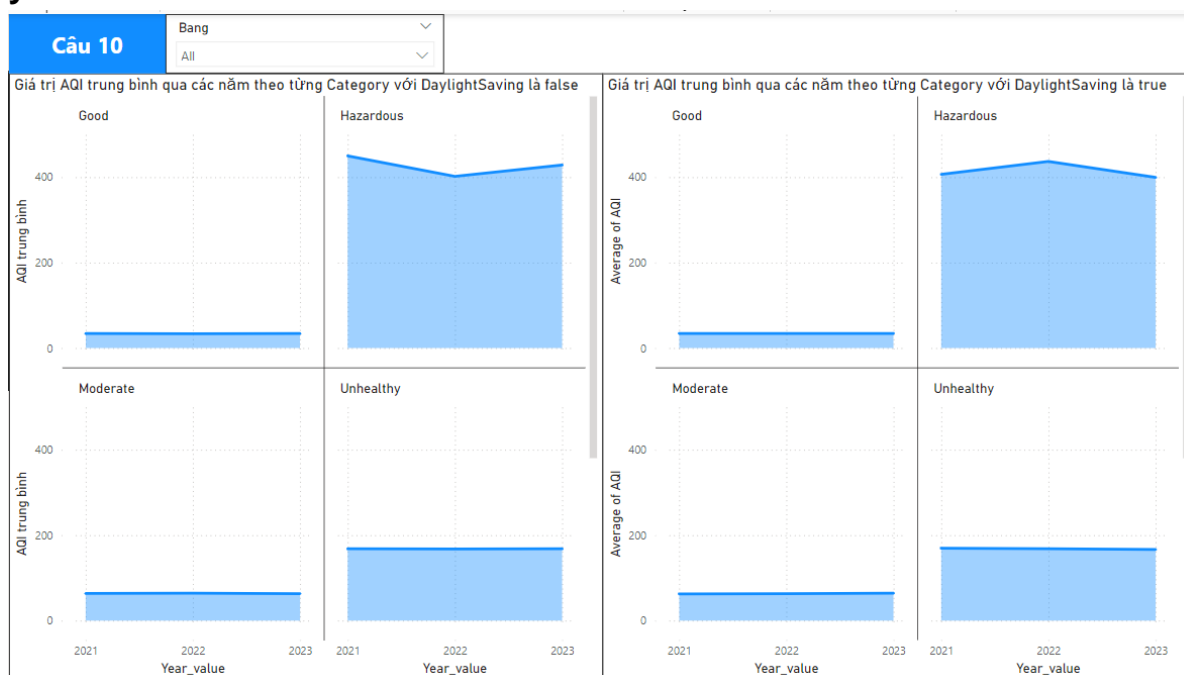 Câu 10
Bang
All
Giá trị AQI trung bình qua các năm theo từng Category với DaylightSaving là false
Good
Hazardous
400
200
0
AQI trung bình
Moderate
Unhealthy
400
200
0
AQI trung bình
2021 2022 2023 2021 2022 2023
Year_value Year_value
Giá trị AQI trung bình qua các năm theo từng Category với DaylightSaving là true
Good
Hazardous
400
200
0
Average of AQI
Moderate
Unhealthy
400
200
0
Average of AQI
2021 2022 2023 2021 2022 2023
Year_value Year_value